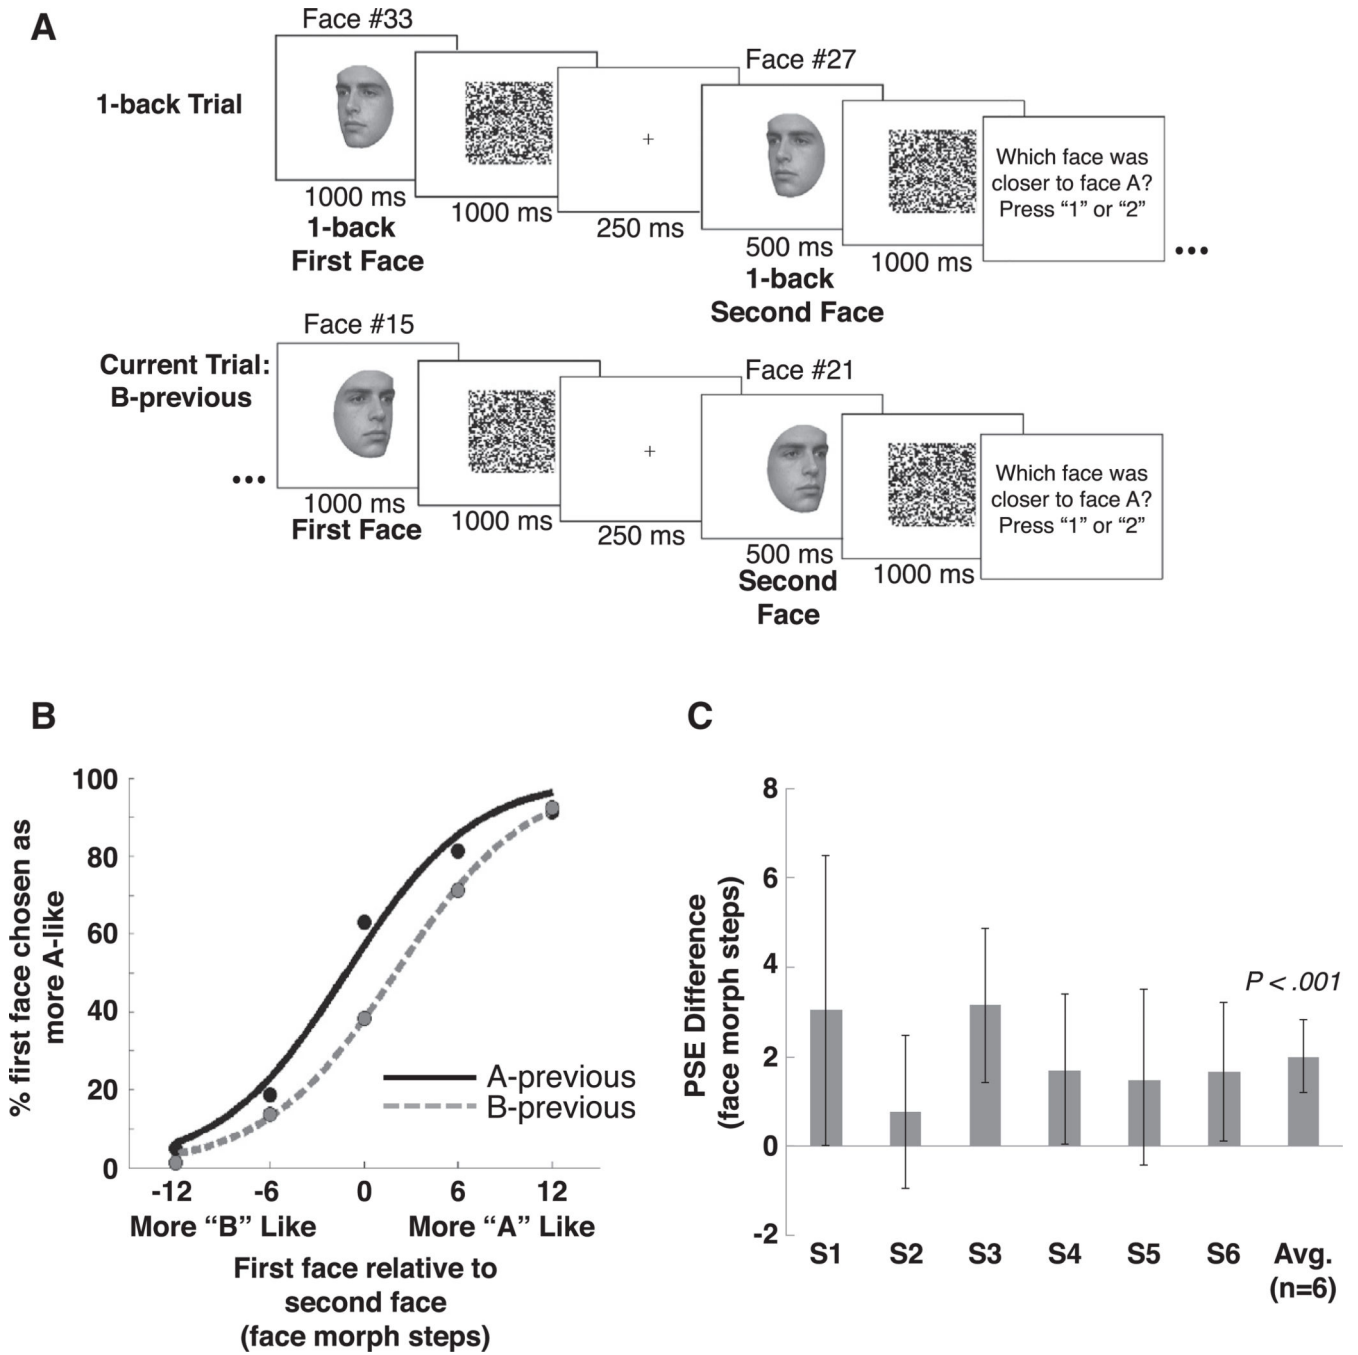 A
Face #33
1-back Trial
1000 ms
1-back
First Face
1000 ms
250 ms
Face #27
500 ms
1-back
Second Face
1000 ms
Which face was
closer to face A?
Press “1” or “2”
...
Current Trial:
B-previous
...
Face #15
1000 ms
First Face
1000 ms
250 ms
Face #21
500 ms
Second
Face
1000 ms
Which face was
closer to face A?
Press “1” or “2”
B
% first face chosen as
more A-like
100
80
60
40
20
0
A-previous
B-previous
-12
-6
0
6
12
More “B” Like
More “A” Like
First face relative to
second face
(face morph steps)
C
PSE Difference
(face morph steps)
8
6
4
2
0
-2
P < .001
S1
S2
S3
S4
S5
S6
Avg.
(n=6)